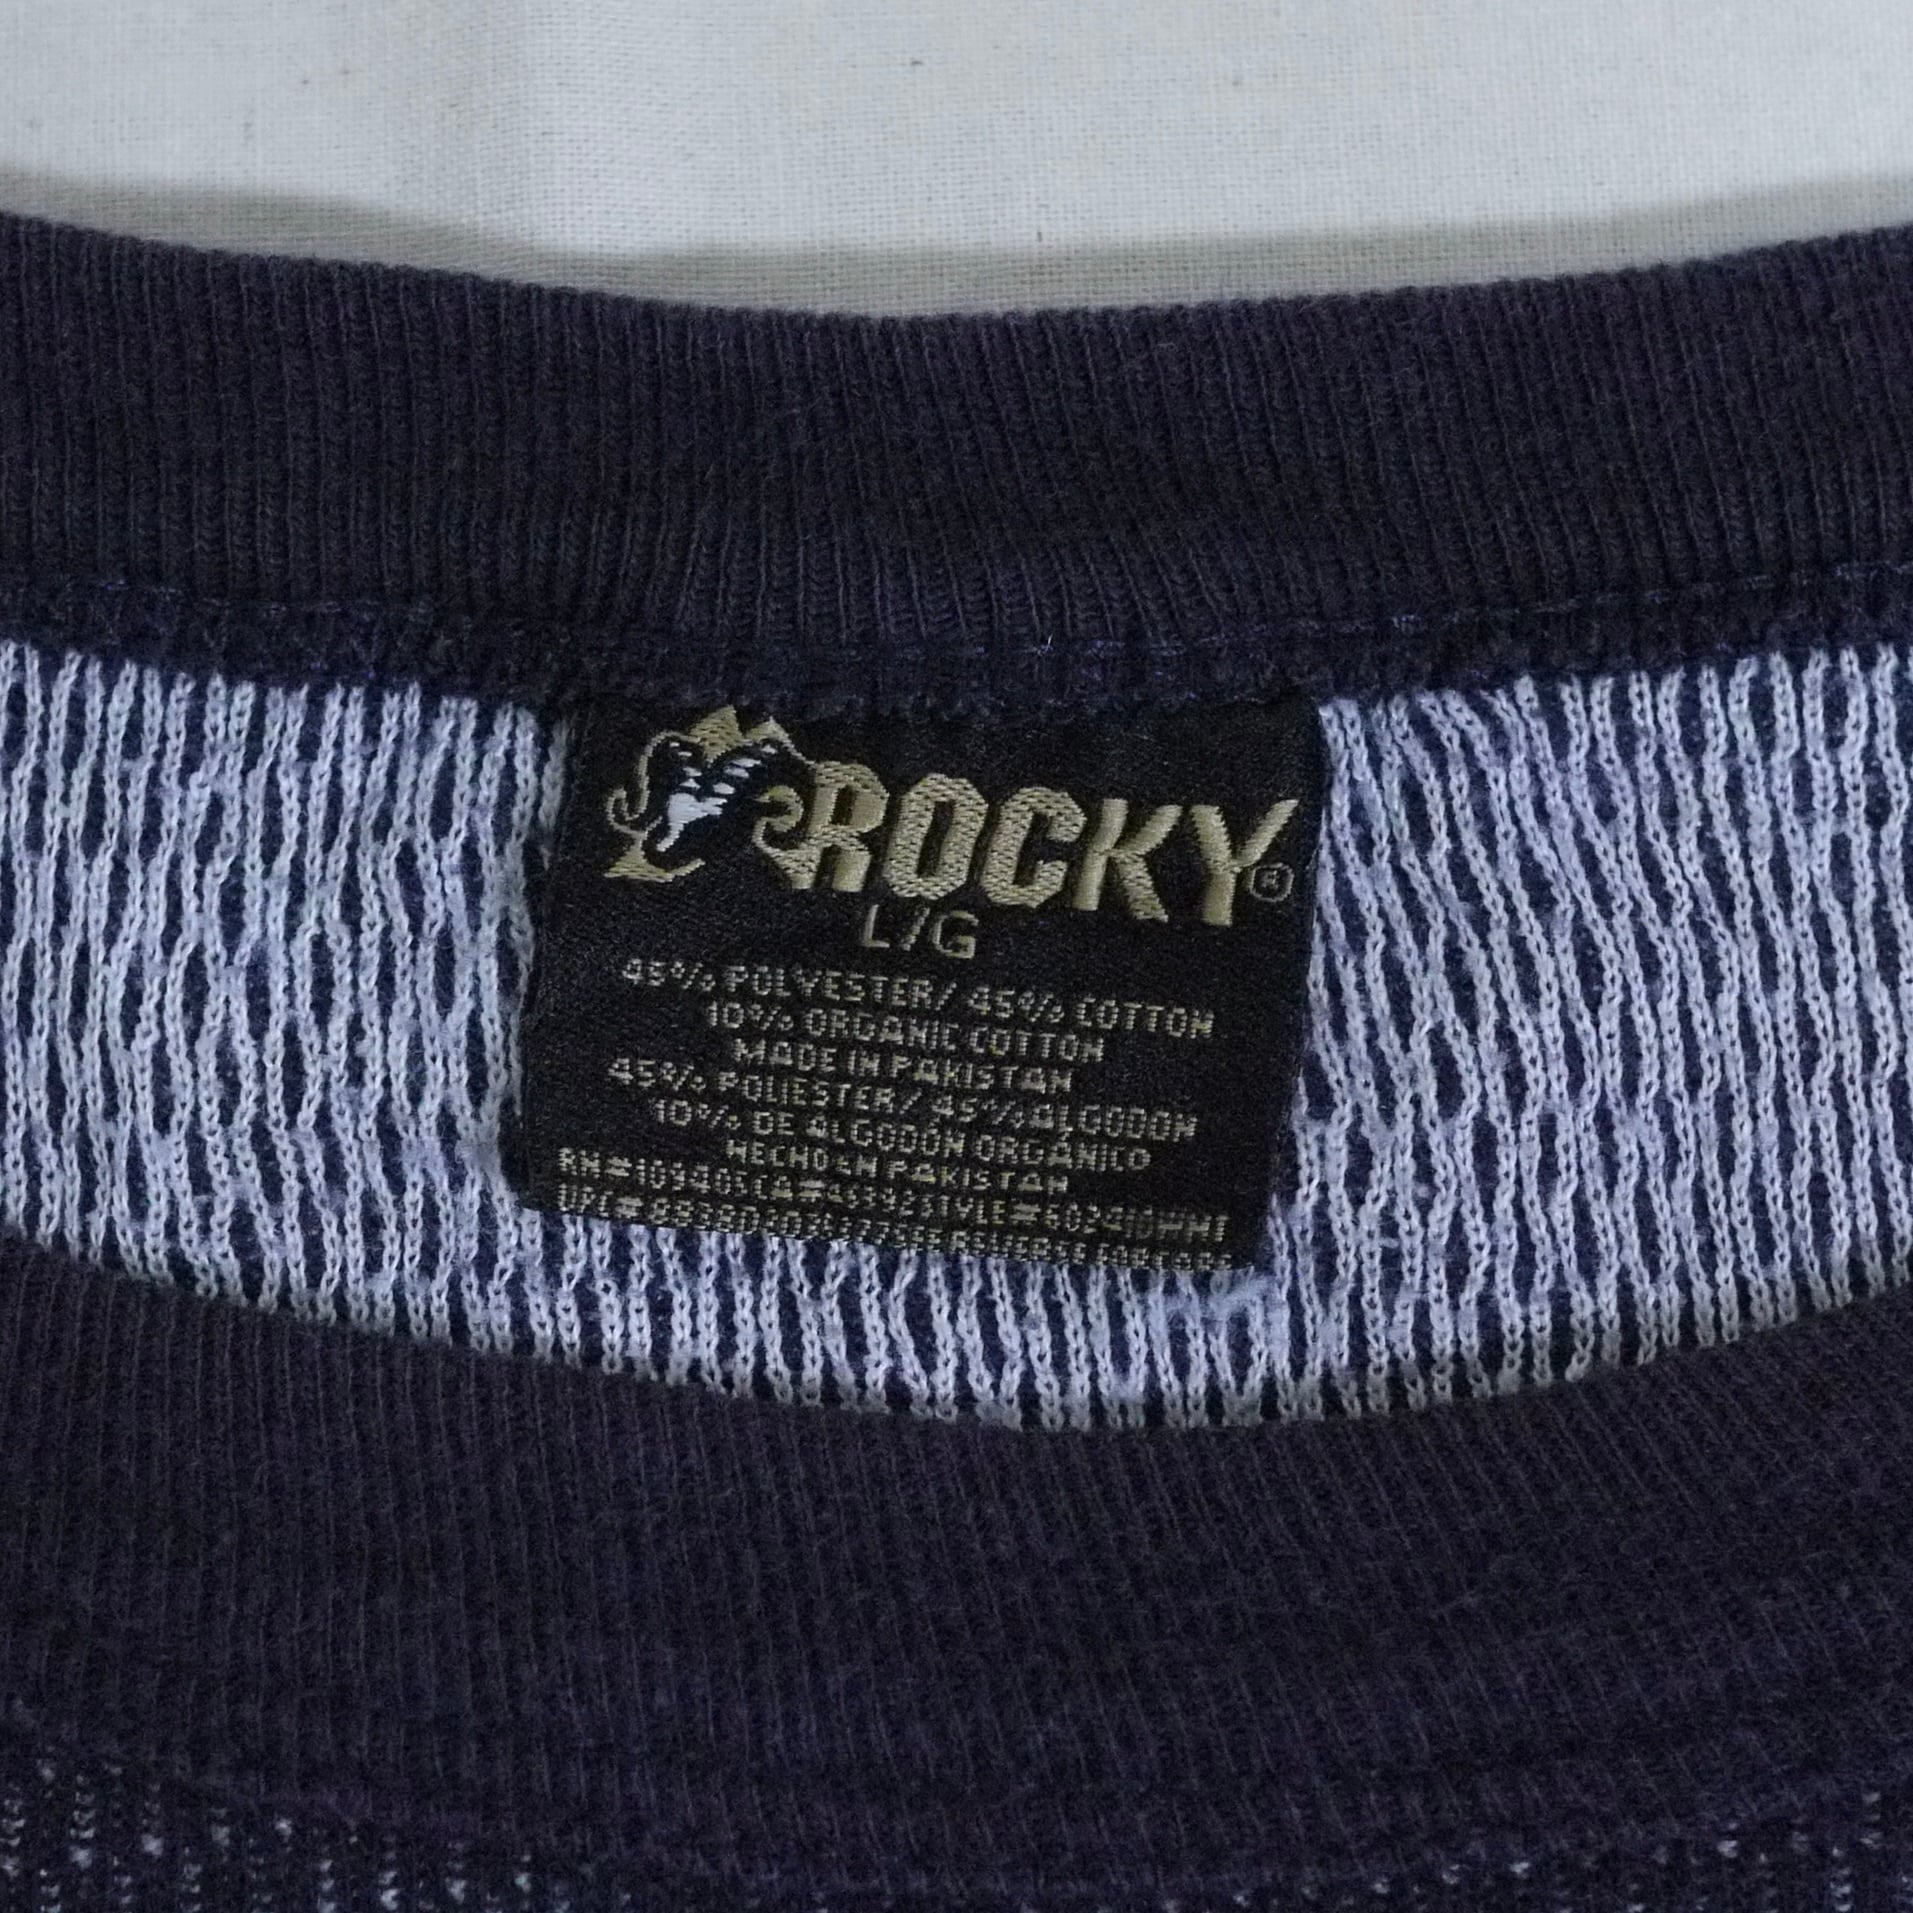 ROCKY®
L/G
45% POLYESTER/ 45% COTTON
10% ORGANIC COTTON
MADE IN PAKISTAN
45% POLIESTER/ 45% ALGODON
10% DE ALGODON ORGANICO
HECHO EN PAKISTAN